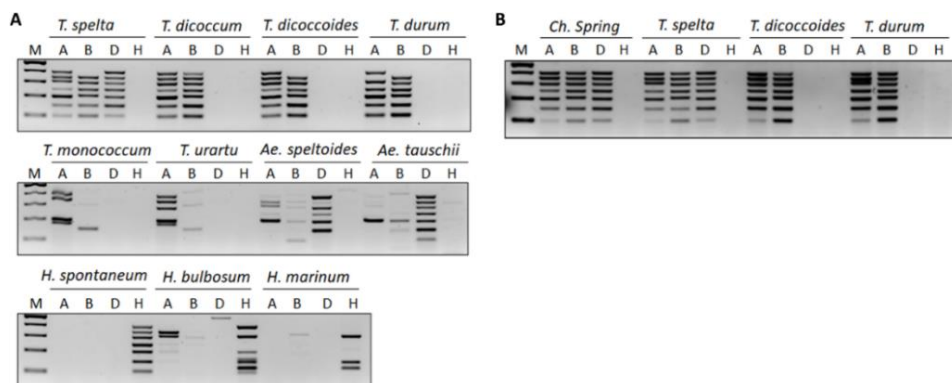 A
T. spelta T. dicoccum T. dicoccoides T. durum
M A B D H A B D H A B D H A B D H
T. monococcum T. urartu Ae. speltoides Ae. tauschii
M A B D H A B D H A B D H A B D H
H. spontaneum H. bulbosum H. marinum
M A B D H A B D H A B D H
B
Ch. Spring T. spelta T. dicoccoides T. durum
M A B D H A B D H A B D H A B D H